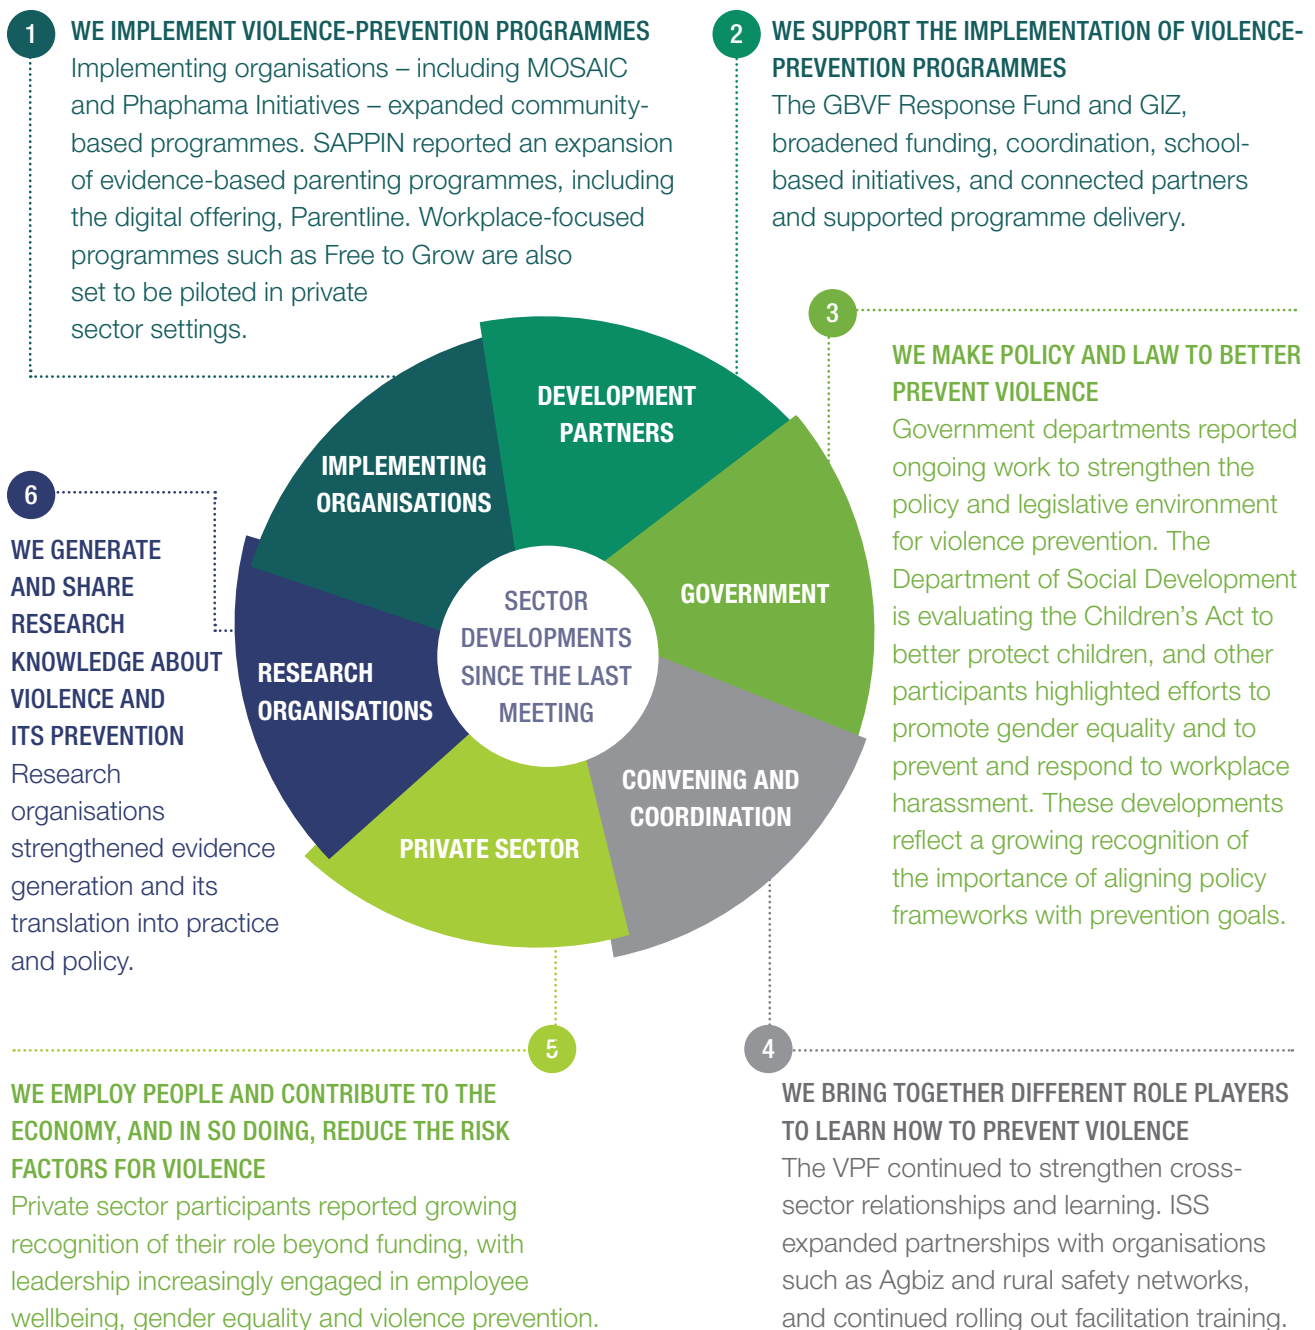 1
WE IMPLEMENT VIOLENCE-PREVENTION PROGRAMMES
Implementing organisations – including MOSAIC
and Phaphama Initiatives – expanded community-
based programmes. SAPPIN reported an expansion
of evidence-based parenting programmes, including
the digital offering, Parentline. Workplace-focused
programmes such as Free to Grow are also
set to be piloted in private
sector settings.
2
WE SUPPORT THE IMPLEMENTATION OF VIOLENCE-
PREVENTION PROGRAMMES
The GBVF Response Fund and GIZ,
broadened funding, coordination, school-
based initiatives, and connected partners
and supported programme delivery.
3
WE MAKE POLICY AND LAW TO BETTER
PREVENT VIOLENCE
Government departments reported
ongoing work to strengthen the
policy and legislative environment
for violence prevention. The
Department of Social Development
is evaluating the Children's Act to
better protect children, and other
participants highlighted efforts to
promote gender equality and to
prevent and respond to workplace
harassment. These developments
reflect a growing recognition of
the importance of aligning policy
frameworks with prevention goals.
DEVELOPMENT
PARTNERS
IMPLEMENTING
ORGANISATIONS
GOVERNMENT
SECTOR
DEVELOPMENTS
SINCE THE LAST
MEETING
RESEARCH
ORGANISATIONS
CONVENING AND
COORDINATION
PRIVATE SECTOR
6
WE GENERATE
AND SHARE
RESEARCH
KNOWLEDGE ABOUT
VIOLENCE AND
ITS PREVENTION
Research
organisations
strengthened evidence
generation and its
translation into practice
and policy.
5
WE EMPLOY PEOPLE AND CONTRIBUTE TO THE
ECONOMY, AND IN SO DOING, REDUCE THE RISK
FACTORS FOR VIOLENCE
Private sector participants reported growing
recognition of their role beyond funding, with
leadership increasingly engaged in employee
wellbeing, gender equality and violence prevention.
4
WE BRING TOGETHER DIFFERENT ROLE PLAYERS
TO LEARN HOW TO PREVENT VIOLENCE
The VPF continued to strengthen cross-
sector relationships and learning. ISS
expanded partnerships with organisations
such as Agbiz and rural safety networks,
and continued rolling out facilitation training.